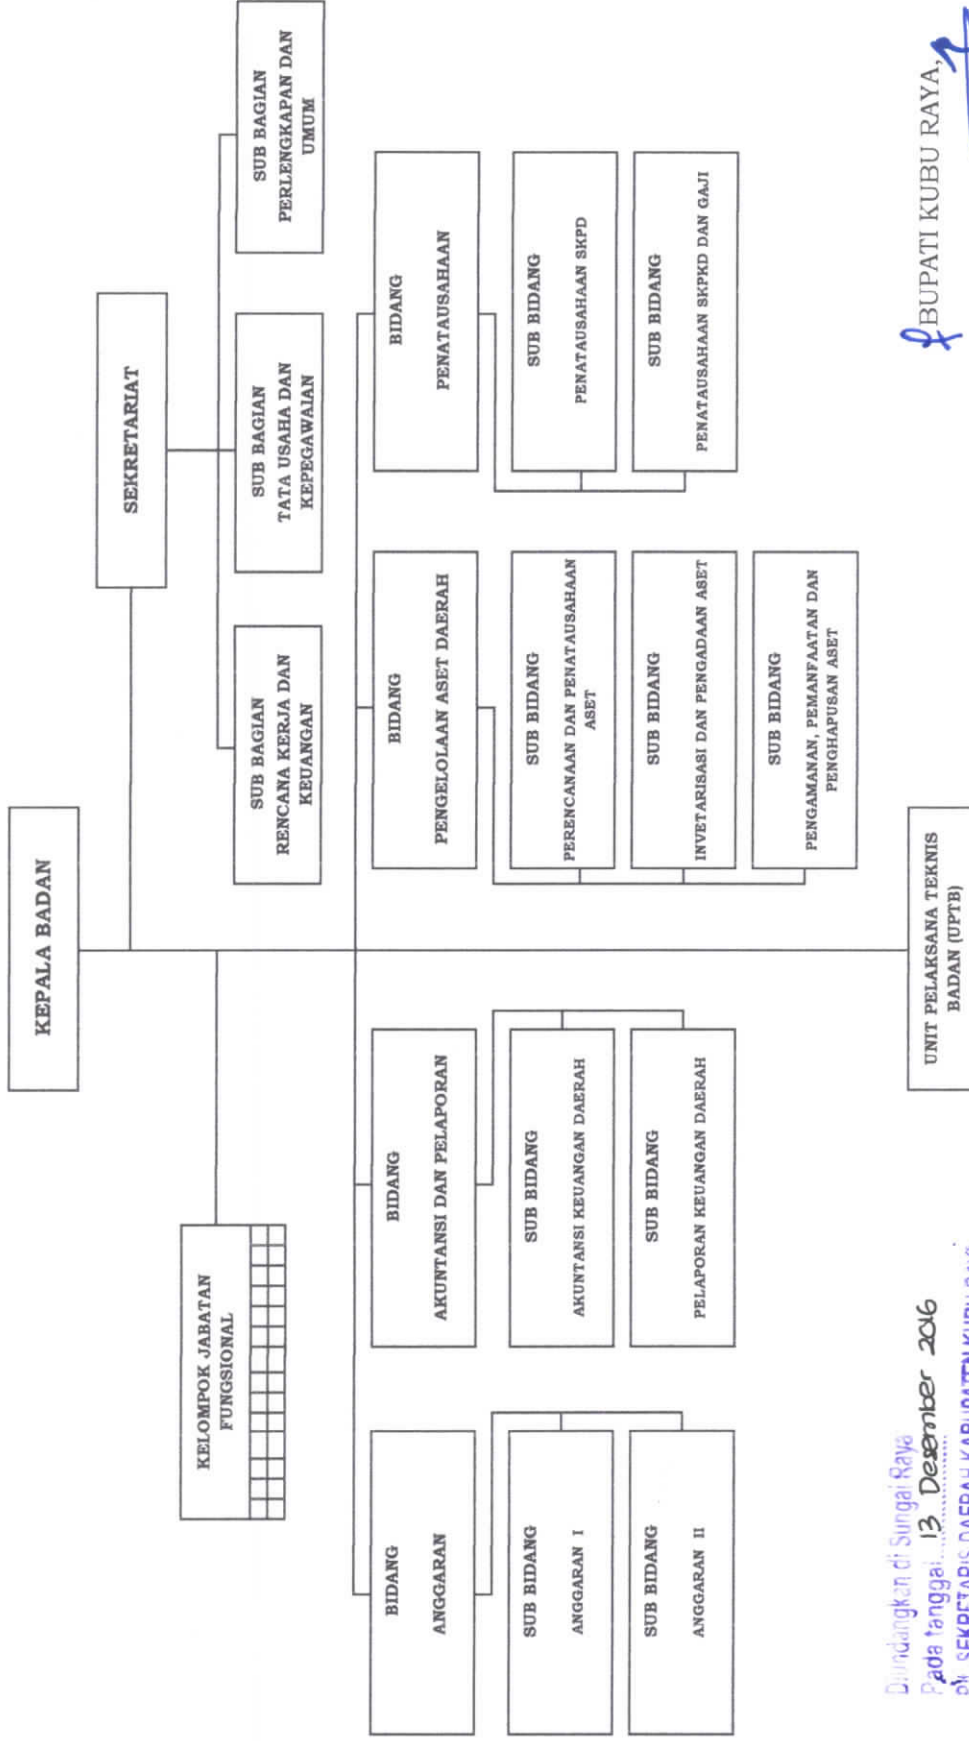 KEPALA BADAN
SEKRETARIAT
KELOMPOK JABATAN
FUNGSIONAL
SUB BAGIAN
RENCANA KERJA DAN
KEUANGAN
SUB BAGIAN
TATA USAHA DAN
KEPEGAWAIAN
SUB BAGIAN
PERLENGKAPAN DAN
UMUM
BIDANG
ANGGARAN
SUB BIDANG
ANGGARAN I
SUB BIDANG
ANGGARAN II
BIDANG
AKUNTANSI DAN PELAPORAN
SUB BIDANG
AKUNTANSI KEUANGAN DAERAH
SUB BIDANG
PELAPORAN KEUANGAN DAERAH
BIDANG
PENGELOLAAN ASET DAERAH
SUB BIDANG
PERENCANAAN DAN PENATAUSAHAAN
ASET
SUB BIDANG
INVETARISASI DAN PENGADAAN ASET
SUB BIDANG
PENGAMANAN, PEMANFAATAN DAN
PENGHAPUSAN ASET
BIDANG
PENATAUSAHAAN
SUB BIDANG
PENATAUSAHAAN SKPD
SUB BIDANG
PENATAUSAHAAN SKPKD DAN GAJI
UNIT PELAKSANA TEKNIS
BADAN (UPTB)
BUPATI KUBU RAYA,
Diundangkan di Sungai Raya
Pada tanggal 13 Desember 2016
SEKRETARIS DAERAH KABUPATEN KUBU RAYA